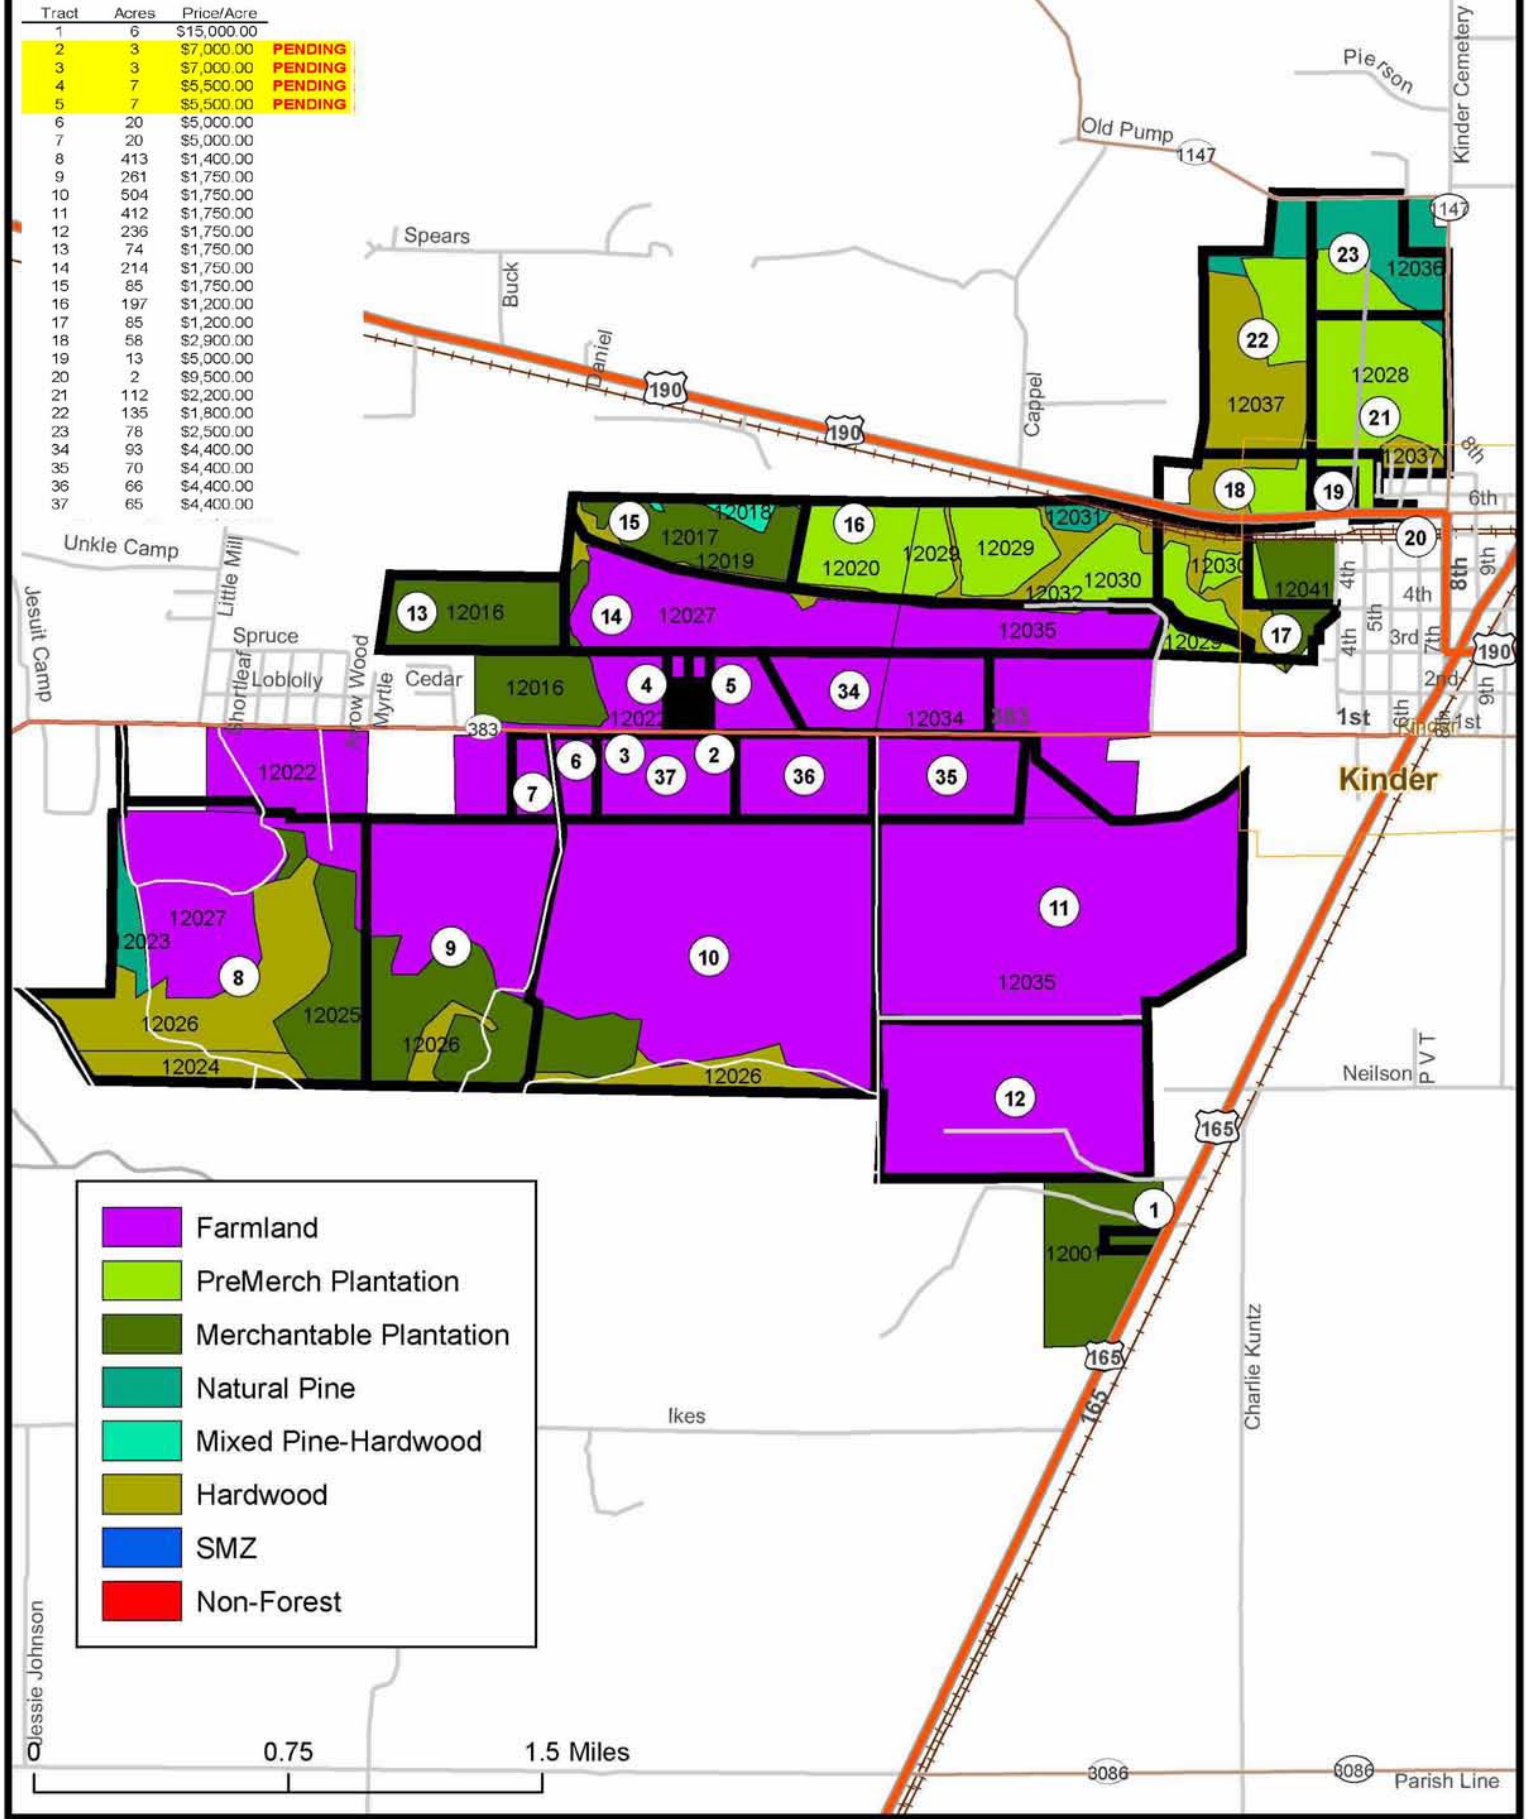 Tract Acres Price/Acre
1 6 $15,000.00
2 3 $7,000.00 PENDING
3 3 $7,000.00 PENDING
4 7 $5,500.00 PENDING
5 7 $5,500.00 PENDING
6 20 $5,000.00
7 20 $5,000.00
8 413 $1,400.00
9 261 $1,750.00
10 504 $1,750.00
11 412 $1,750.00
12 236 $1,750.00
13 74 $1,750.00
14 214 $1,750.00
15 85 $1,750.00
16 197 $1,200.00
17 85 $1,200.00
18 58 $2,900.00
19 13 $5,000.00
20 2 $9,500.00
21 112 $2,200.00
22 135 $1,800.00
23 78 $2,500.00
34 93 $4,400.00
35 70 $4,400.00
36 66 $4,400.00
37 65 $4,400.00
Pierson
Kinder Cemetery
Old Pump
1147
1147
Spears
Buck
Daniel
190
190
Cappel
23
12036
22
12028
12037
21
12037
8th
18
19
6th
20
15
12018
12017
12019
16
12020
12029
12029
12031
12032
12030
12030
12041
4th
8th
9th
4th
5th
Unkle Camp
Little Mill
Jesuit Camp
Spruce
Shortleaf
Loblolly
Arrow Wood
Myrtle
Cedar
13
12016
14
12027
12035
12029
17
4th
3rd
7th
190
2nd
9th
12016
4
5
34
12022
12034
383
1st
6th
8th
1st
Kinder
383
Kinder
12022
7
6
3
37
2
36
35
12027
12023
8
9
10
11
12035
12026
12025
12024
12026
12026
12
Neilson
PVT
165
1
12001
165
165
Charlie Kuntz
Ikes
Farmland
PreMerch Plantation
Merchantable Plantation
Natural Pine
Mixed Pine-Hardwood
Hardwood
SMZ
Non-Forest
Jessie Johnson
0 0.75 1.5 Miles
3086
3086
Parish Line